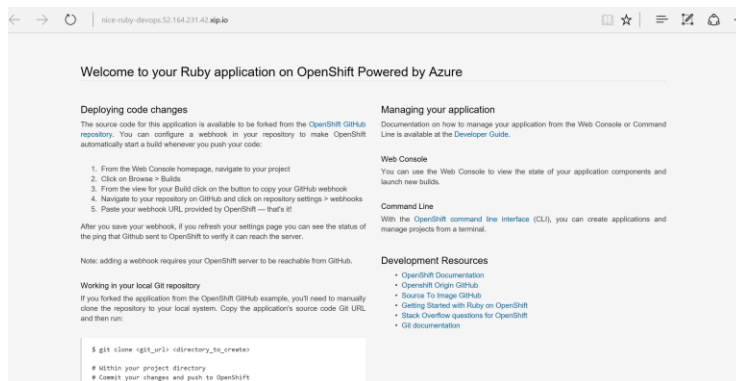 nice-ruby-devops.52.164.231.42.xip.io
Welcome to your Ruby application on OpenShift Powered by Azure
Deploying code changes
The source code for this application is available to be forked from the OpenShift GitHub
repository. You can configure a webhook in your repository to make OpenShift
automatically start a build whenever you push your code:
1. From the Web Console homepage, navigate to your project
2. Click on Browse > Builds
3. From the view for your Build click on the button to copy your GitHub webhook
4. Navigate to your repository on GitHub and click on repository settings > webhooks
5. Paste your webhook URL provided by OpenShift — that's it!
After you save your webhook, if you refresh your settings page you can see the status of
the ping that Github sent to OpenShift to verify it can reach the server.
Note: adding a webhook requires your OpenShift server to be reachable from GitHub.
Working in your local Git repository
If you forked the application from the OpenShift GitHub example, you'll need to manually
clone the repository to your local system. Copy the application's source code Git URL
and then run:
$ git clone <git_url> <directory_to_create>
# Within your project directory
# Commit your changes and push to OpenShift
Managing your application
Documentation on how to manage your application from the Web Console or Command
Line is available at the Developer Guide.
Web Console
You can use the Web Console to view the state of your application components and
launch new builds.
Command Line
With the OpenShift command line interface (CLI), you can create applications and
manage projects from a terminal.
Development Resources
• OpenShift Documentation
• Openshift Origin GitHub
• Source To Image GitHub
• Getting Started with Ruby on OpenShift
• Stack Overflow questions for OpenShift
• Git documentation